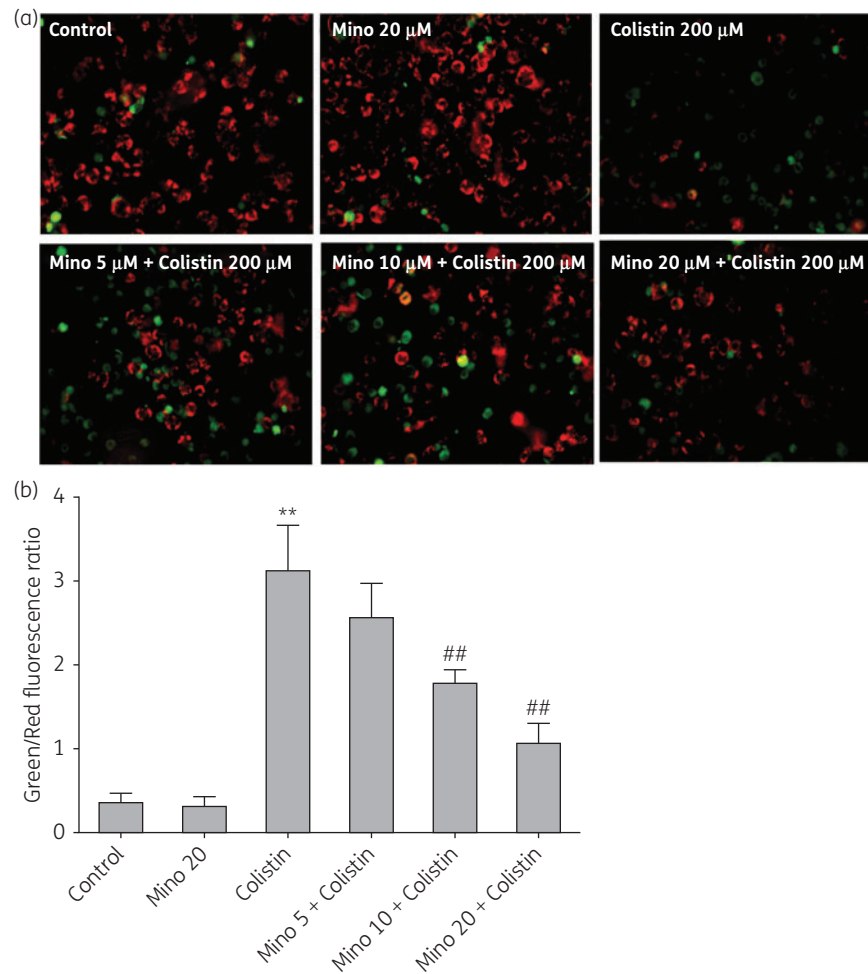 (a)
Control
Mino 20 μM
Colistin 200 μM
Mino 5 μM + Colistin 200 μM
Mino 10 μM + Colistin 200 μM
Mino 20 μM + Colistin 200 μM
(b)
Green/Red fluorescence ratio
4
3
2
1
0
**
##
##
Control
Mino 20
Colistin
Mino 5 + Colistin
Mino 10 + Colistin
Mino 20 + Colistin